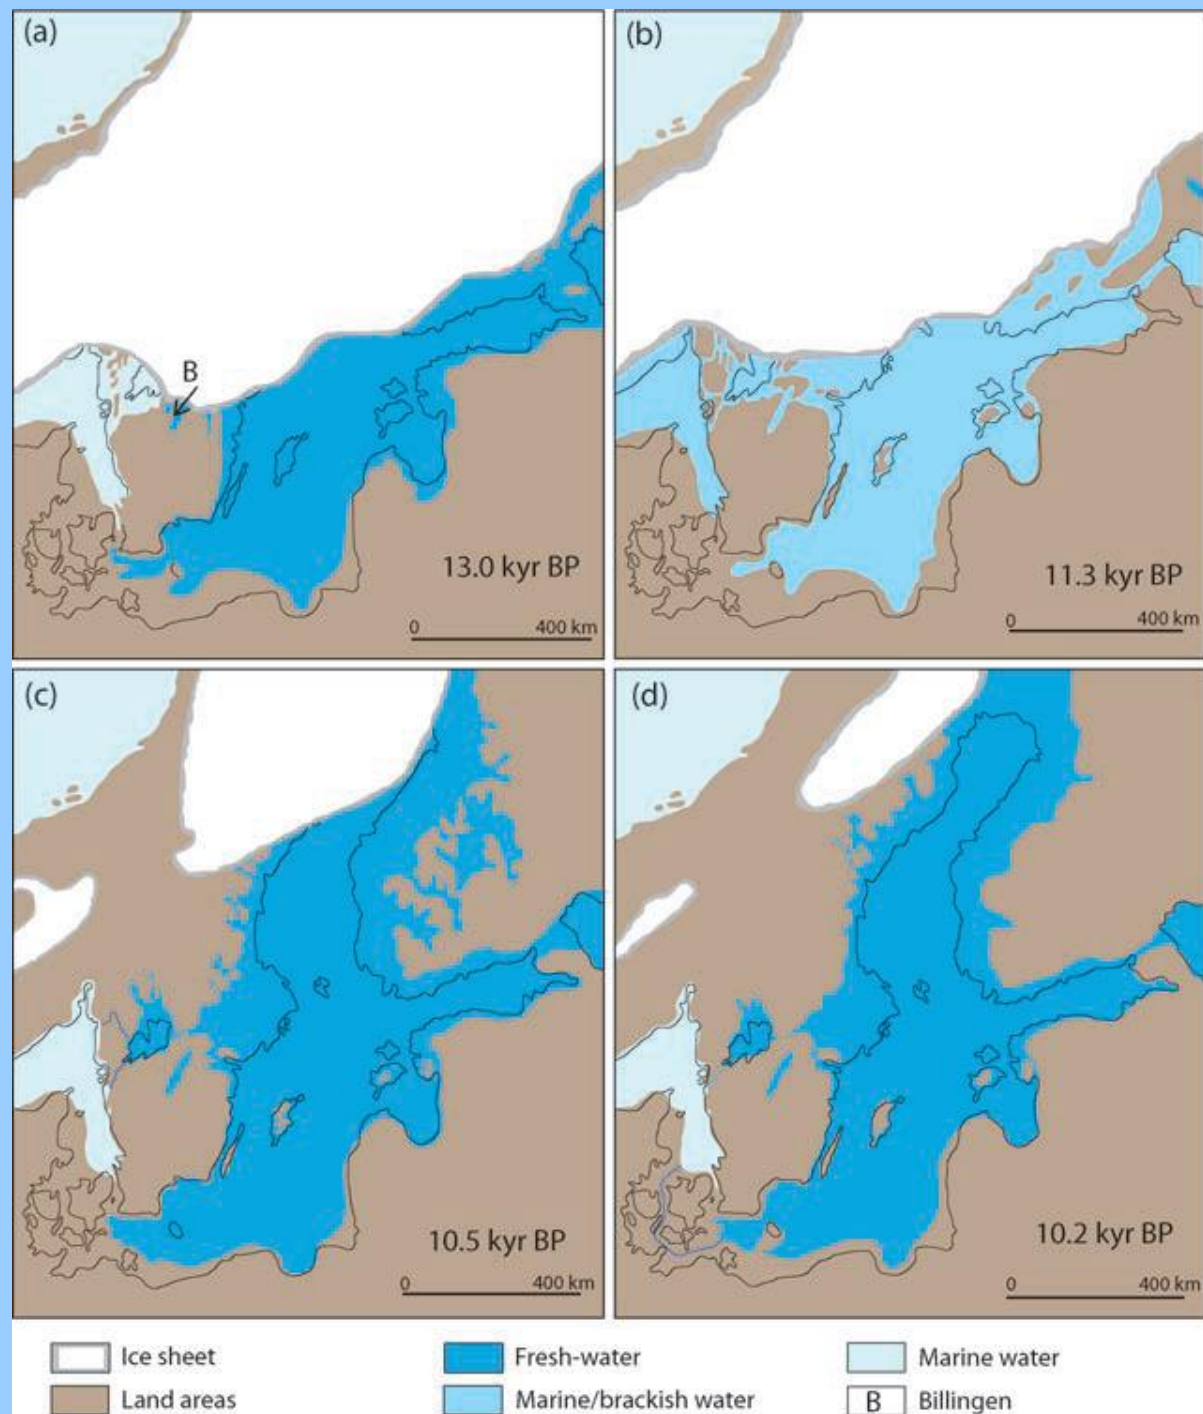 (a)
B
13.0 kyr BP
0 400 km
(b)
11.3 kyr BP
0 400 km
(c)
10.5 kyr BP
0 400 km
(d)
10.2 kyr BP
0 400 km
Ice sheet
Fresh-water
Marine water
Land areas
Marine/brackish water
B Billingen